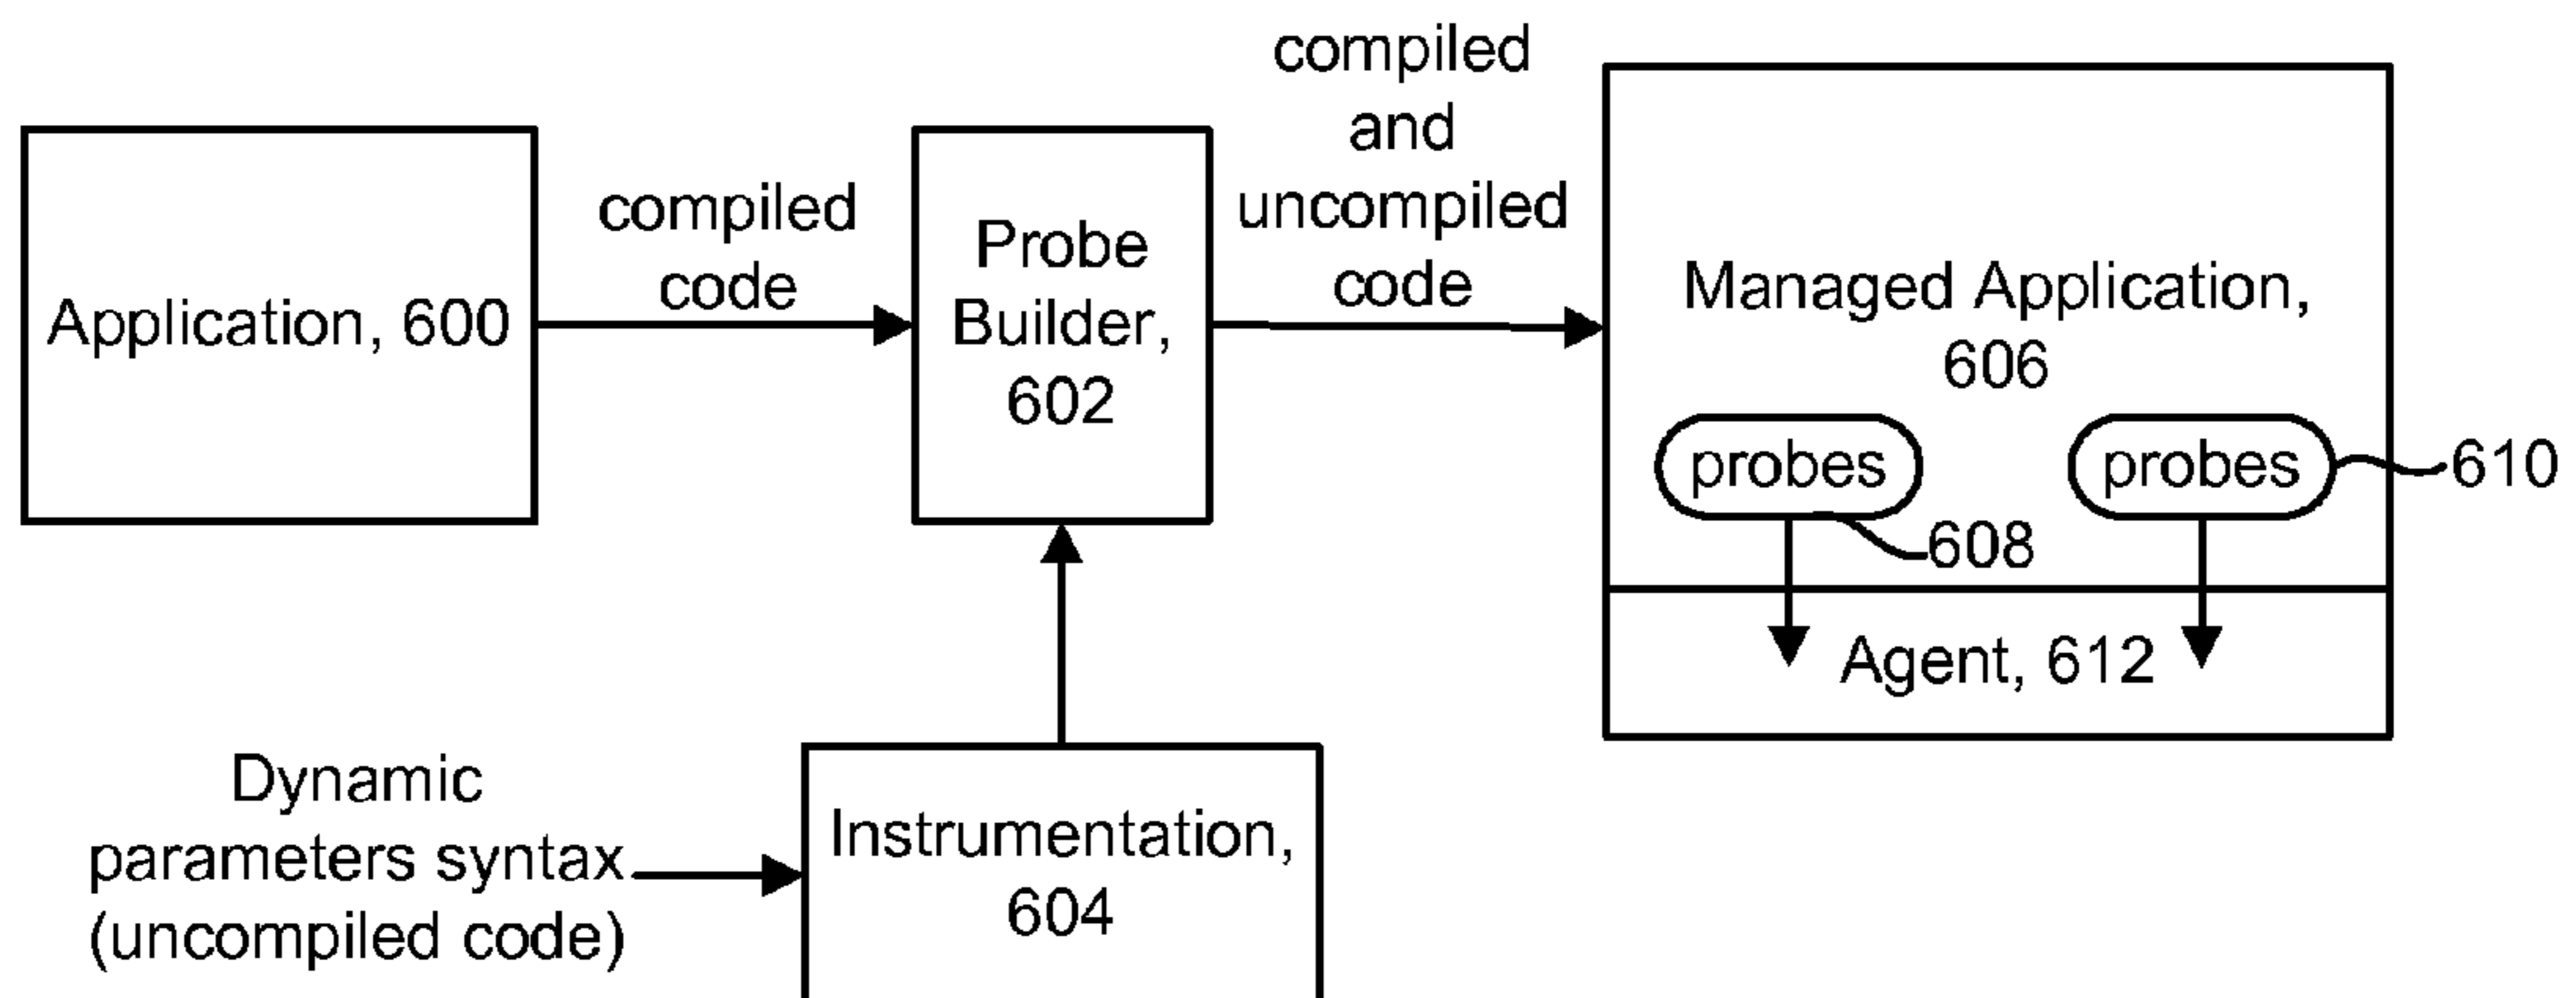 Application, 600
compiled
code
Probe
Builder,
602
compiled
and
uncompiled
code
Managed Application,
606
probes
probes
610
608
Agent, 612
Dynamic
parameters syntax
(uncompiled code)
Instrumentation,
604